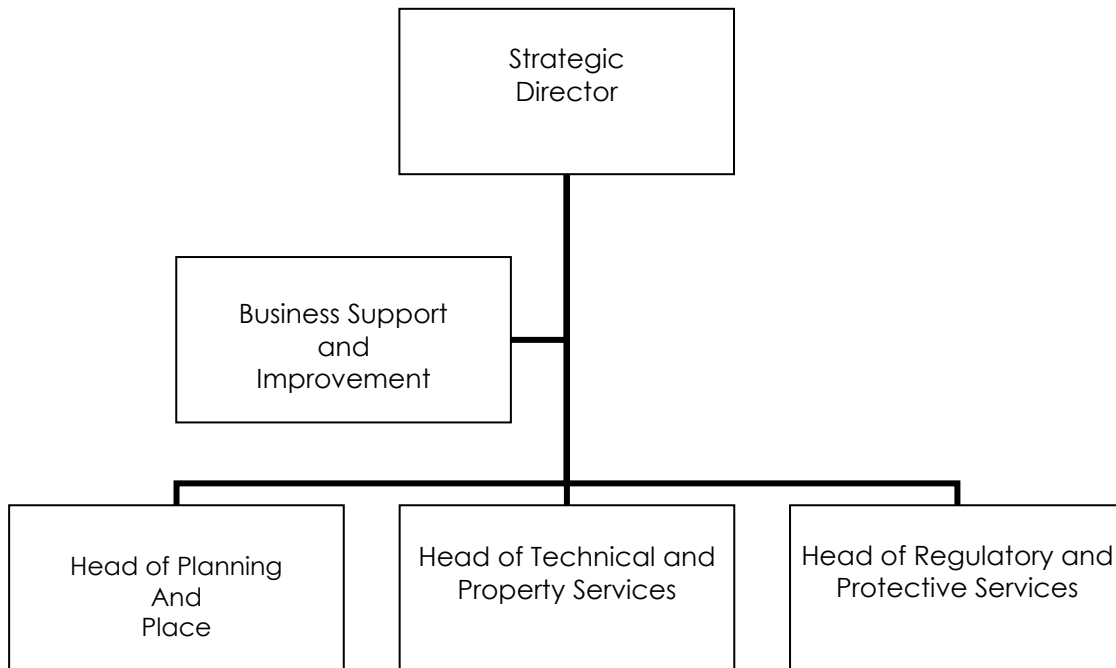 Strategic
Director
Business Support
and
Improvement
Head of Planning
And
Place
Head of Technical and
Property Services
Head of Regulatory and
Protective Services